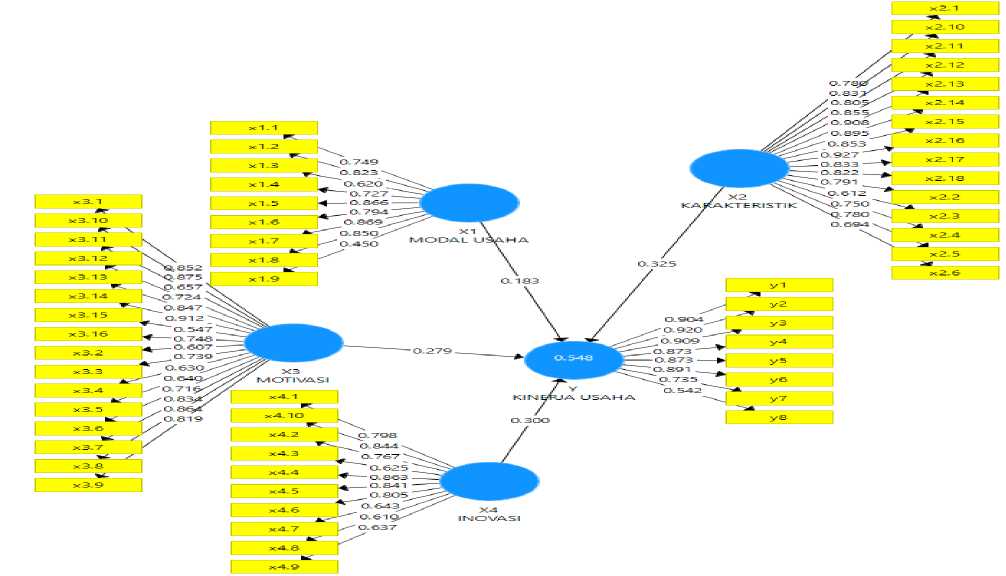 x2.1
x2.10
x2.11
x2.12
x2.13
x2.14
x2.15
x2.16
x2.17
x2.18
x2.2
x2.3
x2.4
x2.5
x2.6
0.780
0.831
0.805
0.855
0.908
0.895
0.853
0.927
0.833
0.822
0.791
0.612
0.750
0.780
0.694
X2
KARAKTERISTIK
x1.1
x1.2
x1.3
x1.4
x1.5
x1.6
x1.7
x1.8
x1.9
0.749
0.823
0.620
0.727
0.866
0.794
0.869
0.850
0.450
X1
MODAL USAHA
0.183
0.325
x3.1
x3.10
x3.11
x3.12
x3.13
x3.14
x3.15
x3.16
x3.2
x3.3
x3.4
x3.5
x3.6
x3.7
x3.8
x3.9
0.852
0.875
0.657
0.724
0.847
0.912
0.547
0.748
0.667
0.739
0.630
0.640
0.716
0.834
0.864
0.819
X3
MOTIVASI
0.279
y1
y2
y3
y4
y5
y6
y7
y8
0.904
0.920
0.909
0.873
0.873
0.891
0.735
0.542
0.548
Y
KINERJA USAHA
0.300
x4.1
x4.10
x4.2
x4.3
x4.4
x4.5
x4.6
x4.7
x4.8
x4.9
0.798
0.844
0.767
0.625
0.863
0.841
0.805
0.643
0.610
0.637
X4
INOVASI